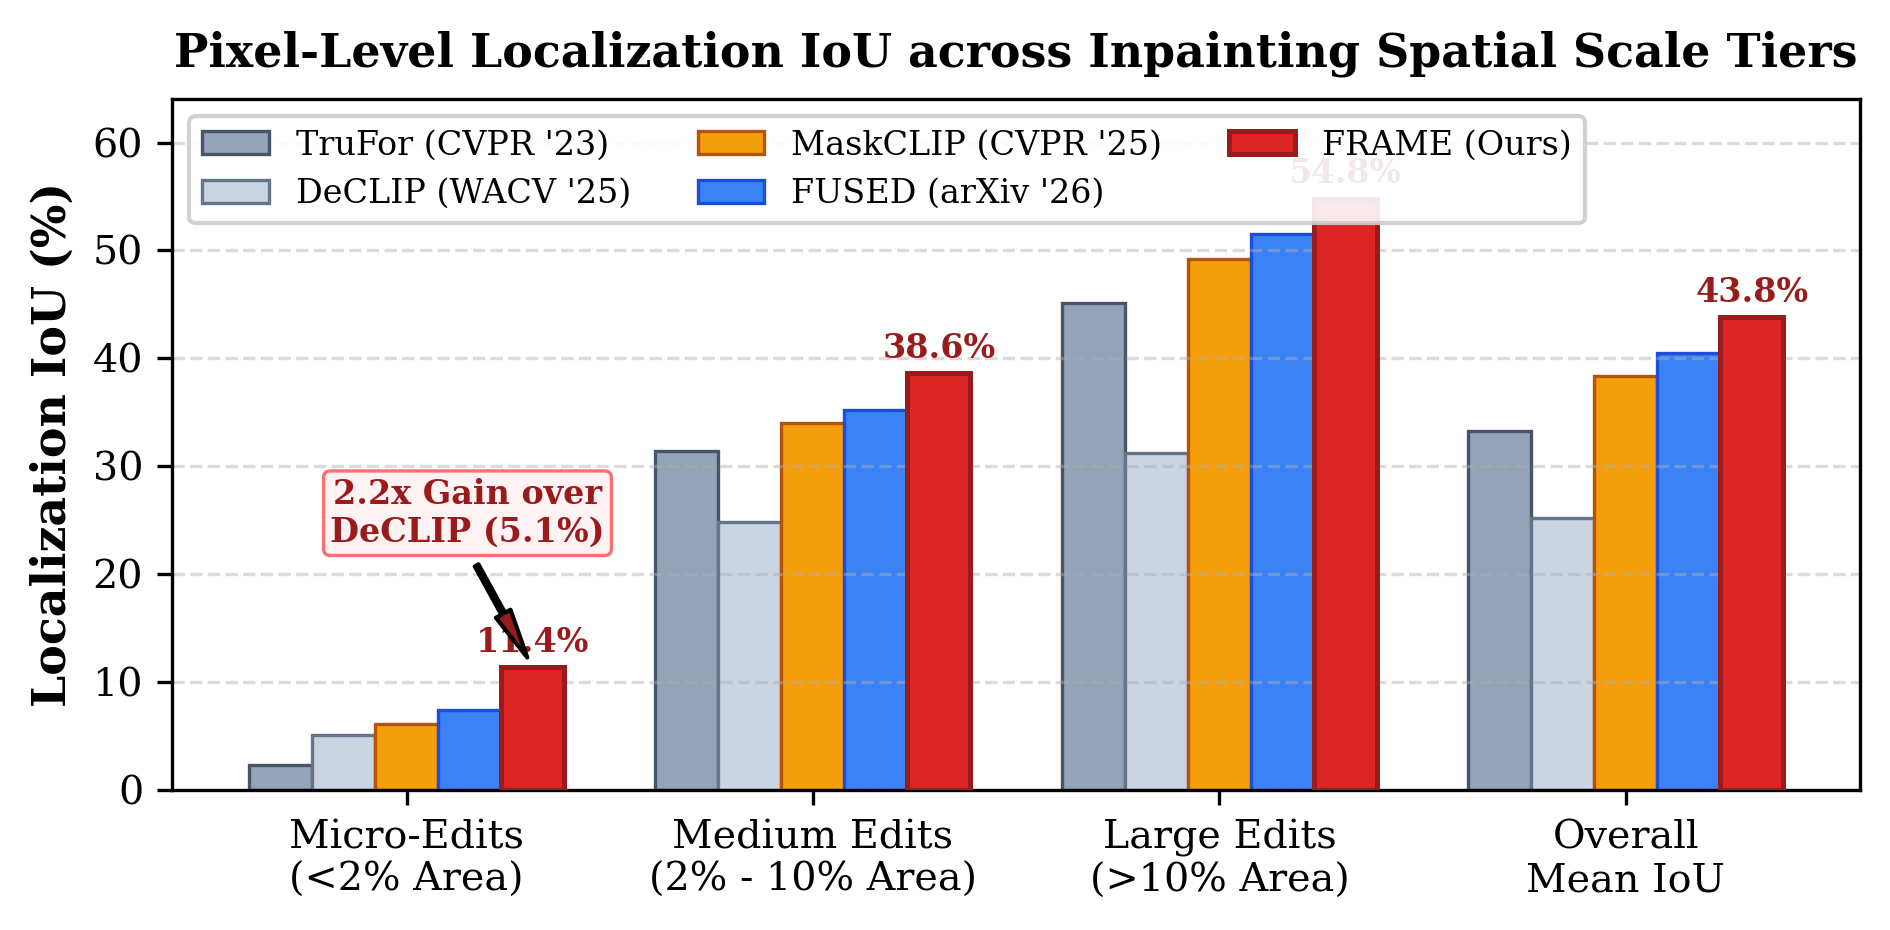 Pixel-Level Localization IoU across Inpainting Spatial Scale Tiers
Localization IoU (%)
60
50
40
30
20
10
0
TruFor (CVPR '23)
DeCLIP (WACV '25)
MaskCLIP (CVPR '25)
FUSED (arXiv '26)
FRAME (Ours)
2.2x Gain over
DeCLIP (5.1%)
11.4%
38.6%
54.8%
43.8%
Micro-Edits
(<2% Area)
Medium Edits
(2% - 10% Area)
Large Edits
(>10% Area)
Overall
Mean IoU